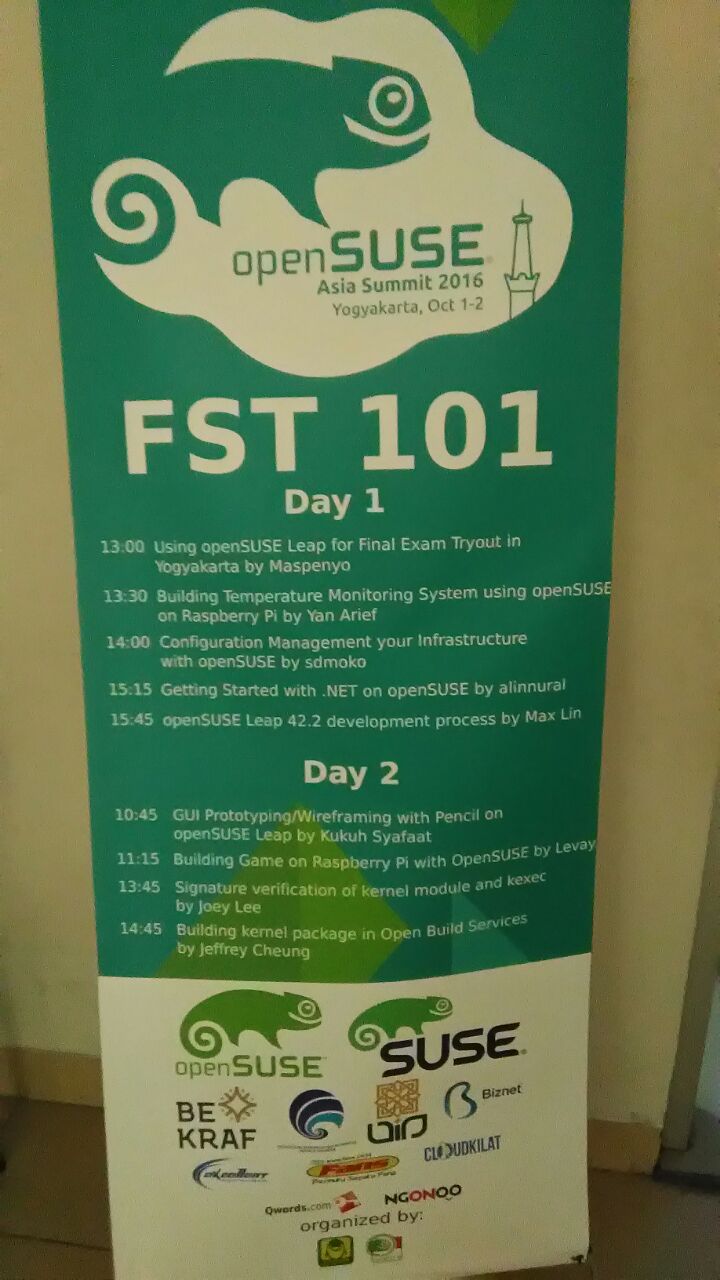 openSUSE
Asia Summit 2016
Yogyakarta, Oct 1-2
FST 101
Day 1
13:00 Using openSUSE Leap for Final Exam Tryout in
Yogyakarta by Maspenyo
13:30 Building Temperature Monitoring System using openSUSE
on Raspberry Pi by Yan Arief
14:00 Configuration Management your Infrastructure
with openSUSE by sdmoko
15:15 Getting Started with .NET on openSUSE by alinnural
15:45 openSUSE Leap 42.2 development process by Max Lin
Day 2
10:45 GUI Prototyping/Wireframing with Pencil on
openSUSE Leap by Kukuh Syafaat
11:15 Building Game on Raspberry Pi with OpenSUSE by Levay
13:45 Signature verification of kernel module and kexec
by Joey Lee
14:45 Building kernel package in Open Build Services
by Jeffrey Cheung
openSUSE
SUSE
BE
KRAF
uin
Biznet
excellent
Fans
CLOUDKILAT
Qwords.com
NGONOO
organized by: